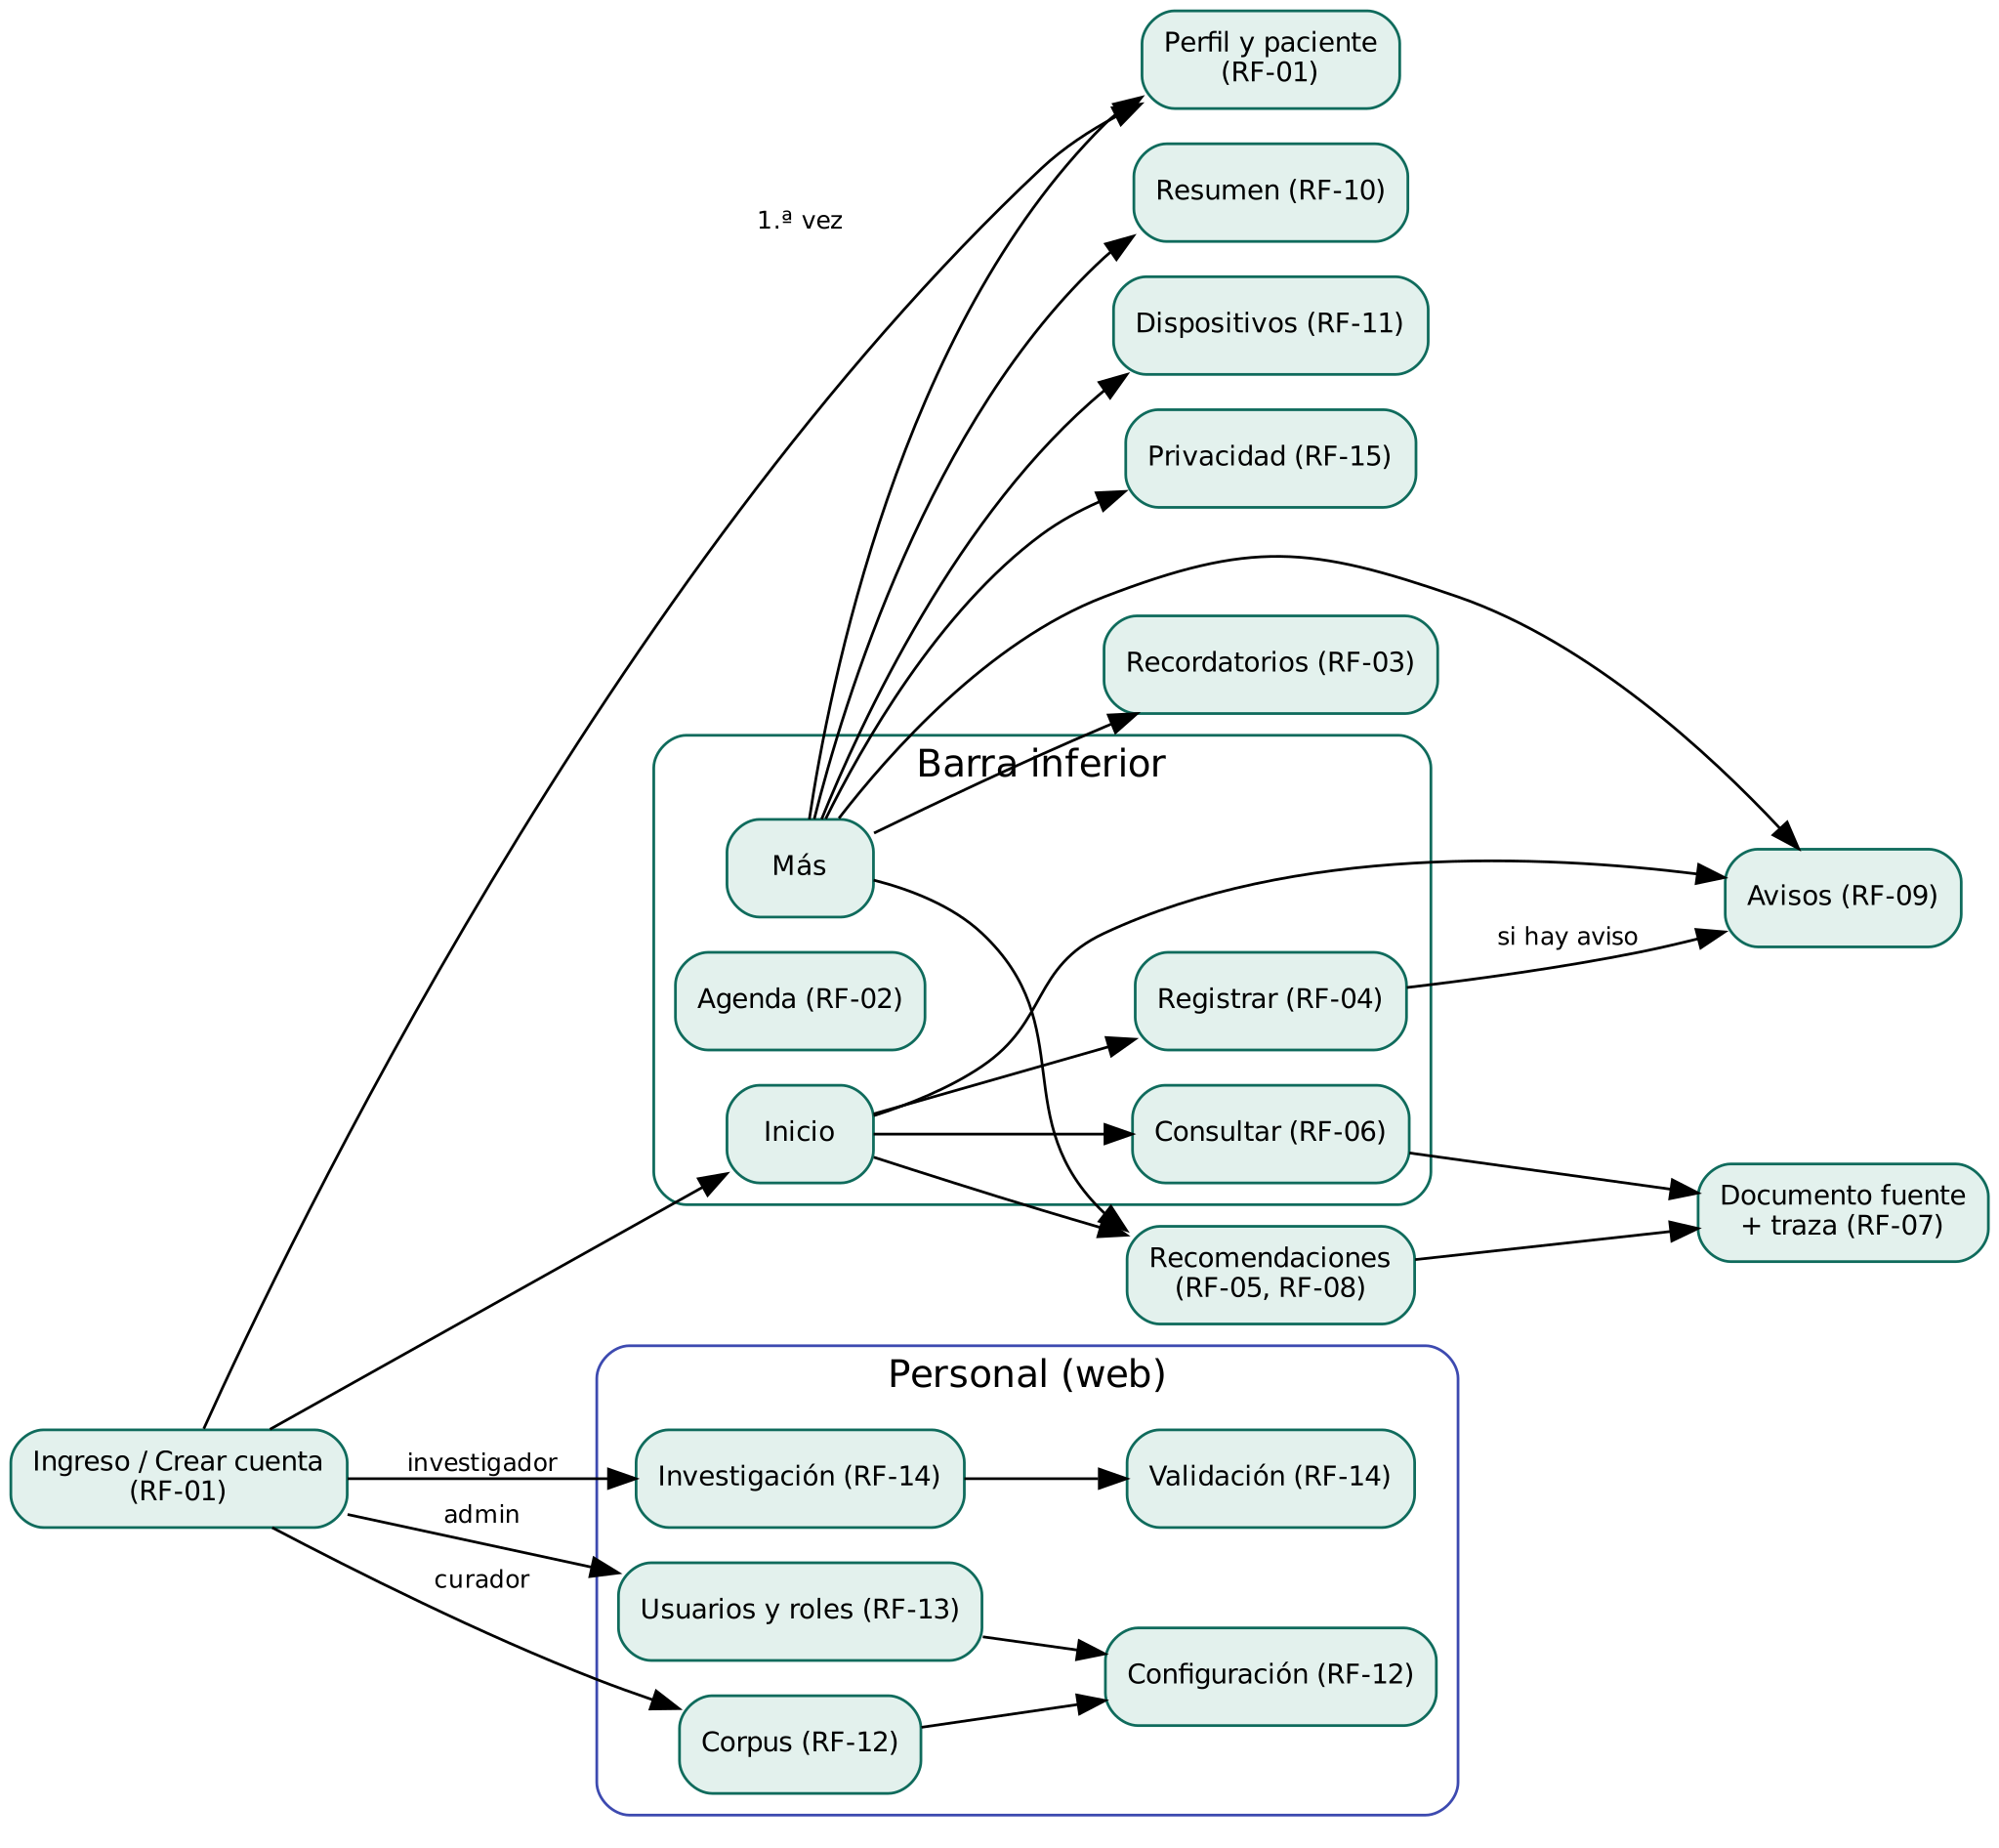 Perfil y paciente
(RF-01)
Resumen (RF-10)
1.ª vez
Dispositivos (RF-11)
Privacidad (RF-15)
Recordatorios (RF-03)
Barra inferior
Más
Avisos (RF-09)
si hay aviso
Agenda (RF-02)
Registrar (RF-04)
Inicio
Consultar (RF-06)
Documento fuente
+ traza (RF-07)
Recomendaciones
(RF-05, RF-08)
Personal (web)
Ingreso / Crear cuenta
(RF-01)
investigador
Investigación (RF-14)
Validación (RF-14)
admin
curador
Usuarios y roles (RF-13)
Configuración (RF-12)
Corpus (RF-12)